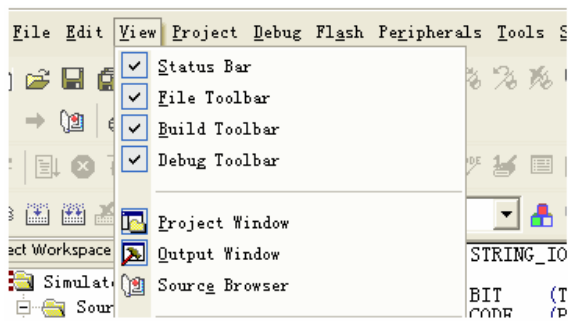 File Edit View Project Debug Flash Peripherals Tools S
Status Bar
File Toolbar
Build Toolbar
Debug Toolbar
Project Window
Output Window
Source Browser
ect Workspace
Simulat
Sour
STRING_IO
BIT (T
CODE (P